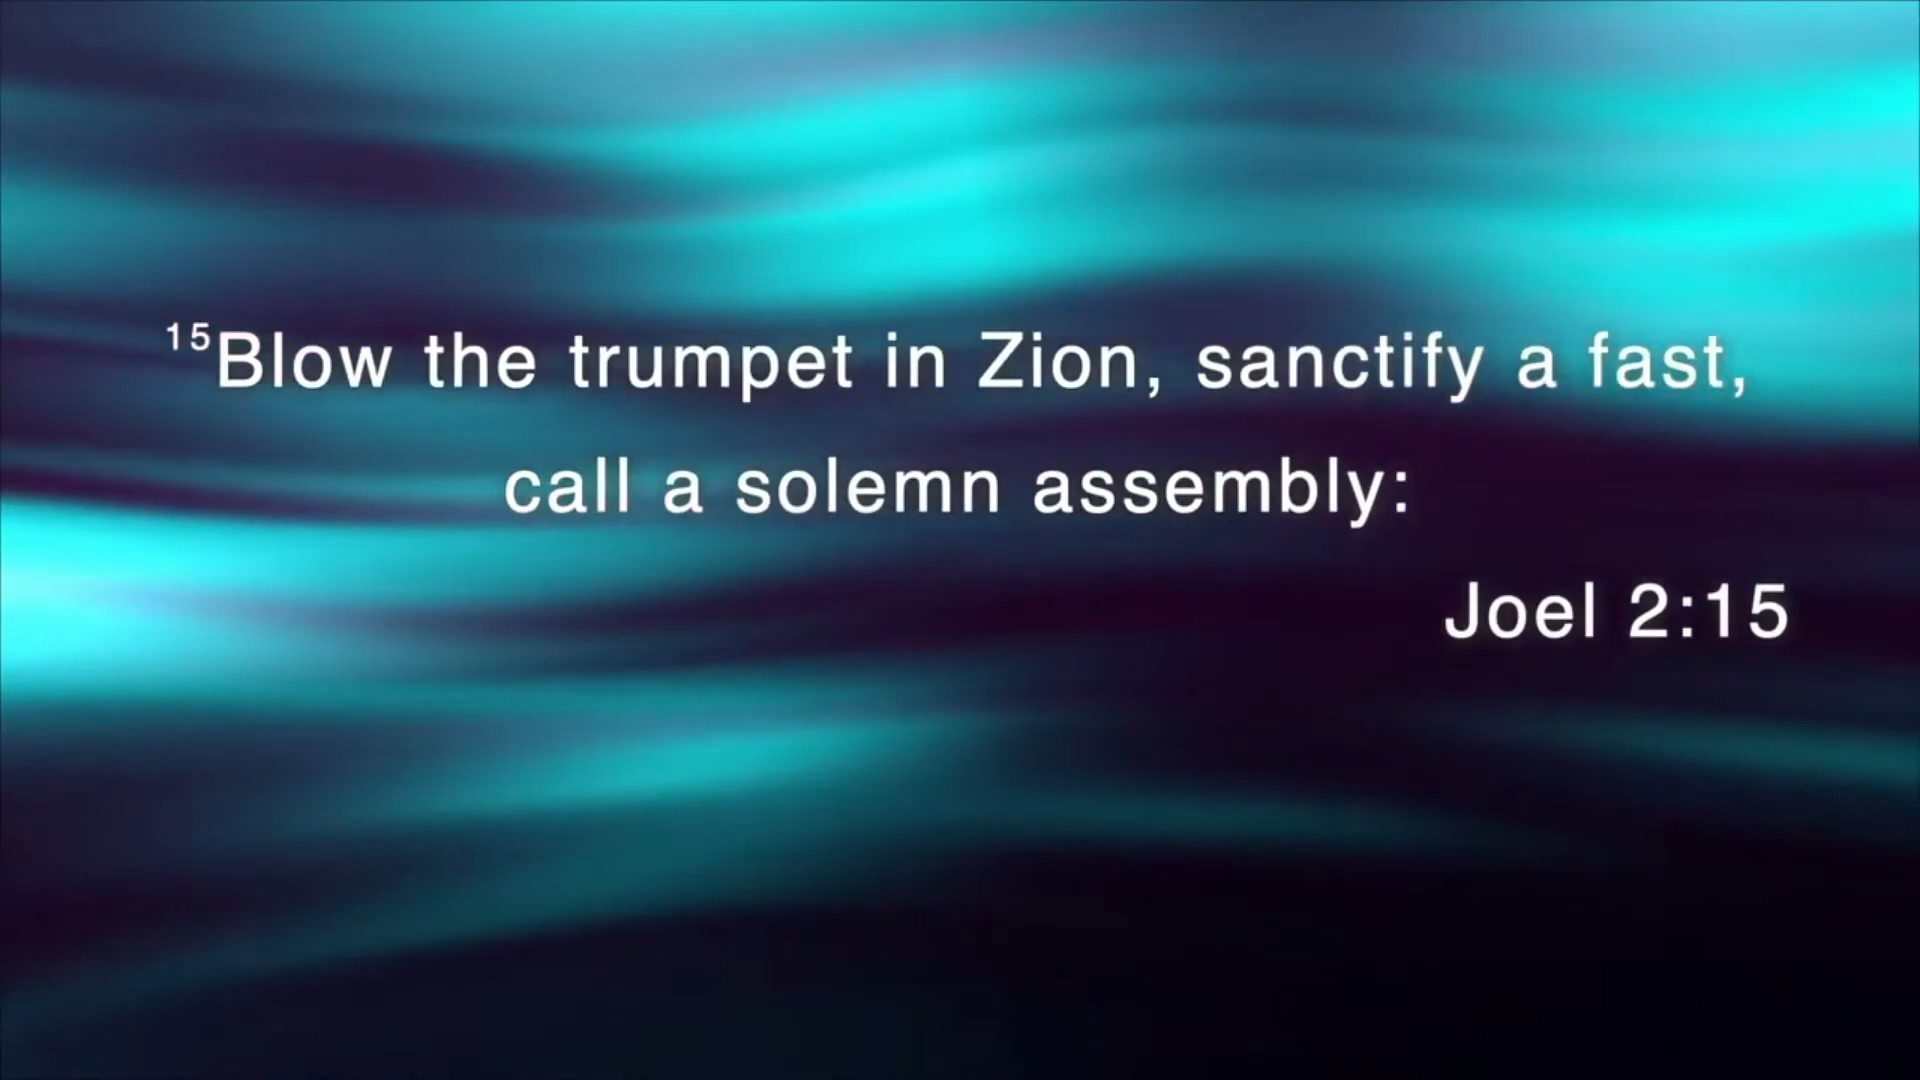 15Blow the trumpet in Zion, sanctify a fast,
call a solemn assembly:
Joel 2:15